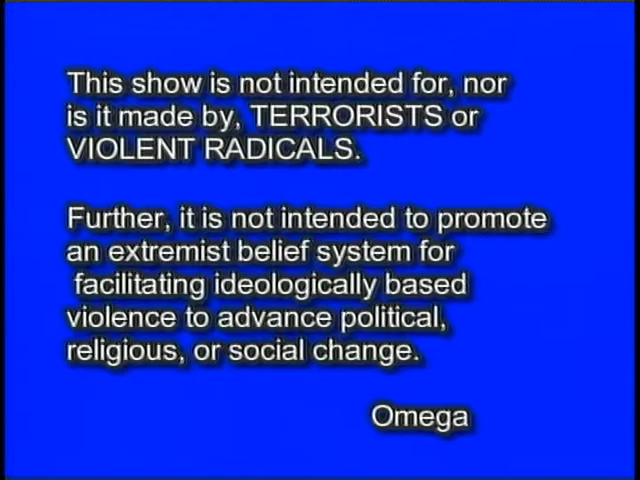 This show is not intended for, nor
is it made by, TERRORISTS or
VIOLENT RADICALS.
Further, it is not intended to promote
an extremist belief system for
facilitating ideologically based
violence to advance political,
religious, or social change.
Omega